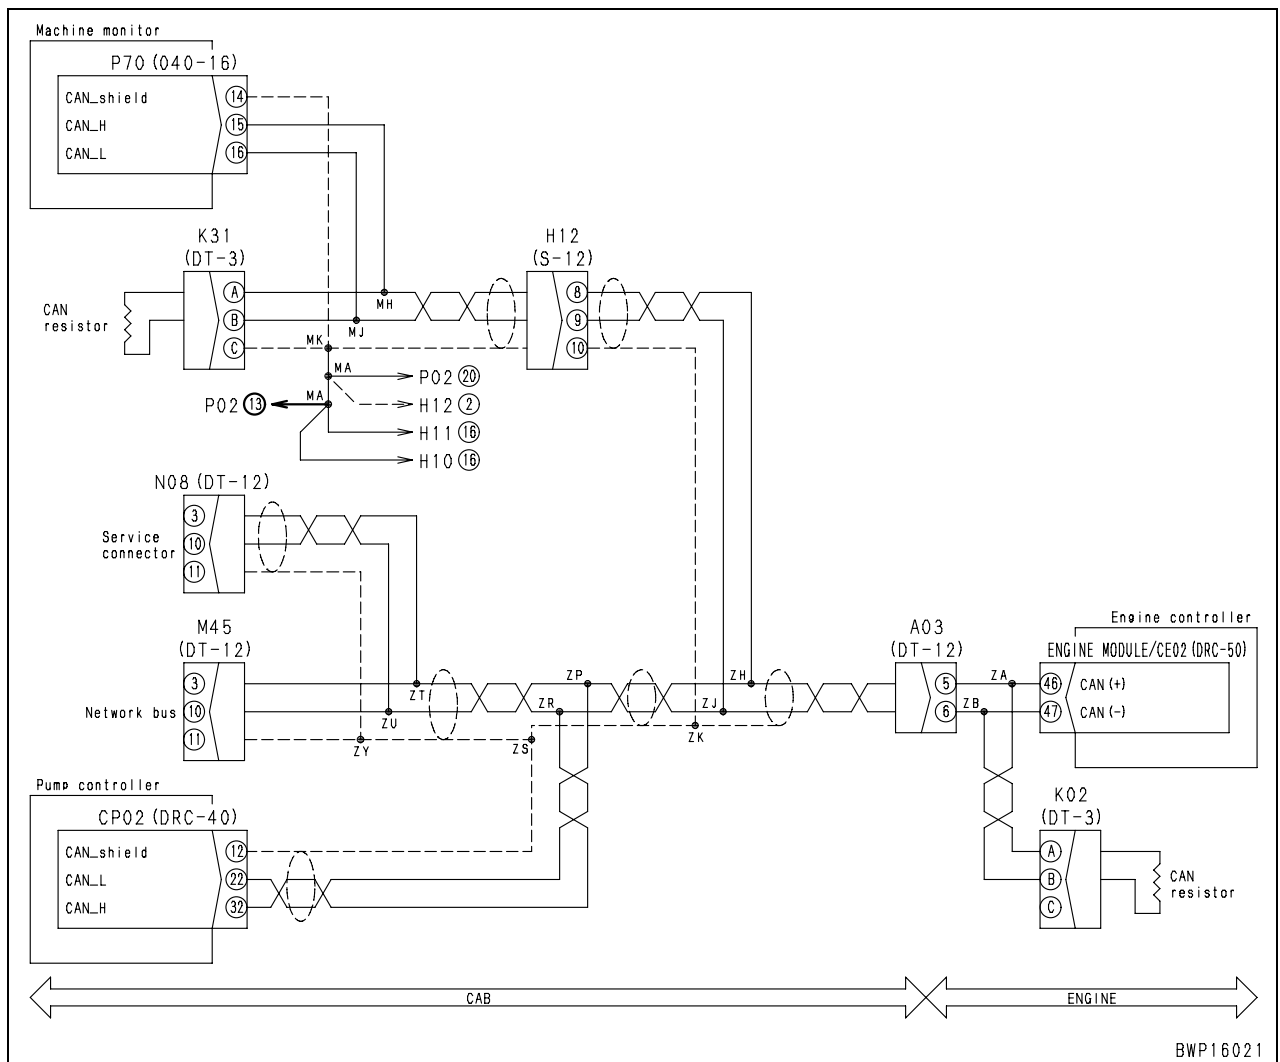 Machine monitor
P70 (040-16)
CAN_shield
14
CAN_H
15
CAN_L
16
K31
(DT-3)
H12
(S-12)
CAN
resistor
A
B
C
MH
MJ
MK
8
9
10
MA
P02 20
MA
P02 13
H12 2
H11 16
H10 16
N08 (DT-12)
Service
connector
3
10
11
M45
(DT-12)
Network bus
3
10
11
ZT
ZU
ZY
ZP
ZR
ZS
ZH
ZJ
ZK
A03
(DT-12)
5
6
ZA
ZB
Engine controller
ENGINE MODULE/CE02 (DRC-50)
46
CAN (+)
47
CAN (-)
Pump controller
CP02 (DRC-40)
CAN_shield
12
CAN_L
22
CAN_H
32
K02
(DT-3)
A
B
C
CAN
resistor
CAB
ENGINE
BWP16021